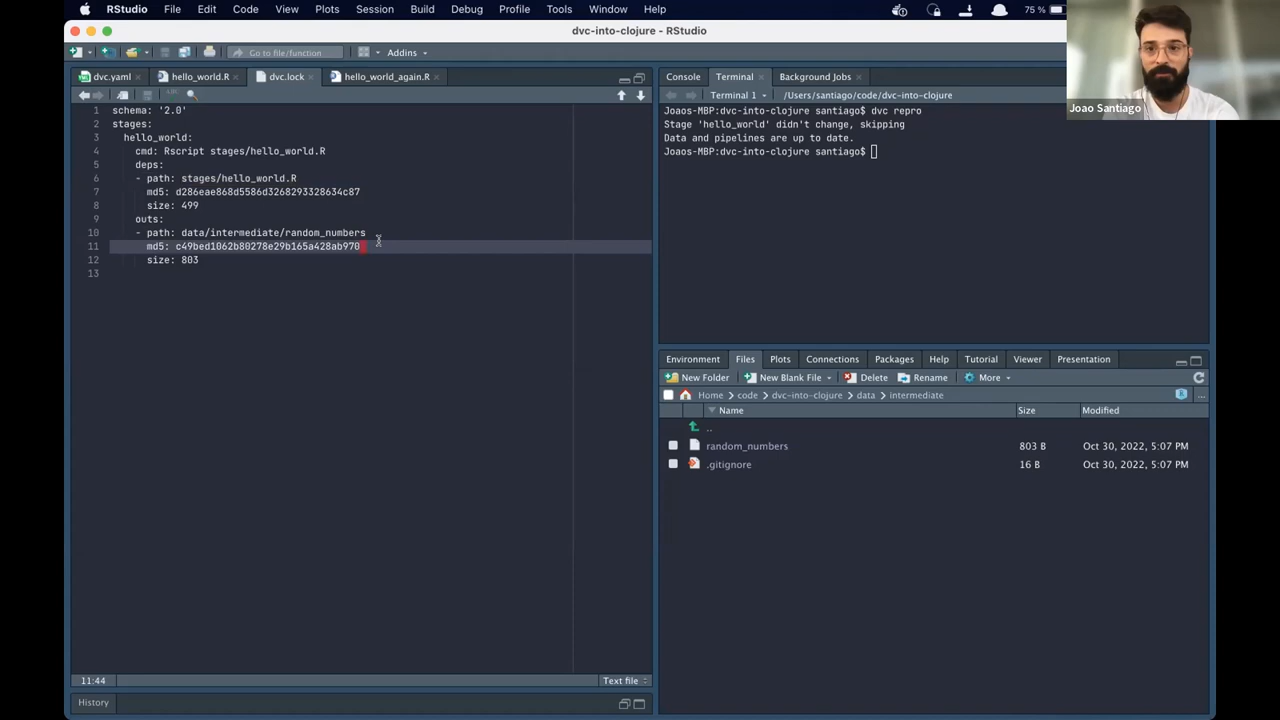 RStudio File Edit Code View Plots Session Build Debug Profile Tools Window Help 75 %
dvc-into-clojure - RStudio
Go to file/function Addins
dvc.yaml hello_world.R dvc.lock hello_world_again.R
1 schema: '2.0'
2 stages:
3 hello_world:
4 cmd: Rscript stages/hello_world.R
5 deps:
6 - path: stages/hello_world.R
7 md5: d286eae868d5586d3268293328634c87
8 size: 499
9 outs:
10 - path: data/intermediate/random_numbers
11 md5: c49bed1062b80278e29b165a428ab970
12 size: 803
13
11:44 Text file
History
Console Terminal Background Jobs
Terminal 1 /Users/santiago/code/dvc-into-clojure
Joaos-MBP:dvc-into-clojure santiago$ dvc repro
Stage 'hello_world' didn't change, skipping
Data and pipelines are up to date.
Joaos-MBP:dvc-into-clojure santiago$
Environment Files Plots Connections Packages Help Tutorial Viewer Presentation
New Folder New Blank File Delete Rename More
Home code dvc-into-clojure data intermediate ...
Name Size Modified
..
random_numbers 803 B Oct 30, 2022, 5:07 PM
.gitignore 16 B Oct 30, 2022, 5:07 PM
Joao Santiago